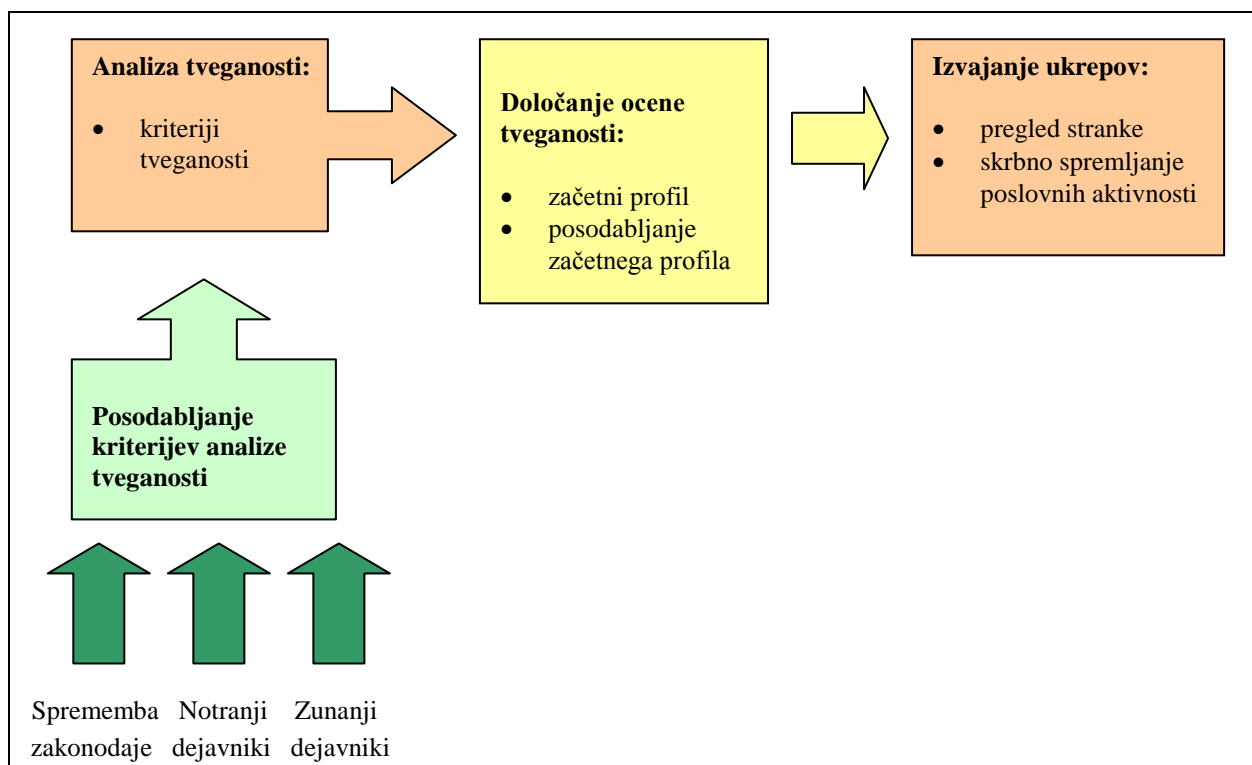 Analiza tveganosti:
• kriteriji
tveganosti
Določanje ocene
tveganosti:
• začetni profil
• posodabljanje
začetnega profila
Izvajanje ukrepov:
• pregled stranke
• skrbno spremljanje
poslovnih aktivnosti
Posodabljanje
kriterijev analize
tveganosti
Sprememba
zakonodaje
Notranji
dejavniki
Zunanji
dejavniki